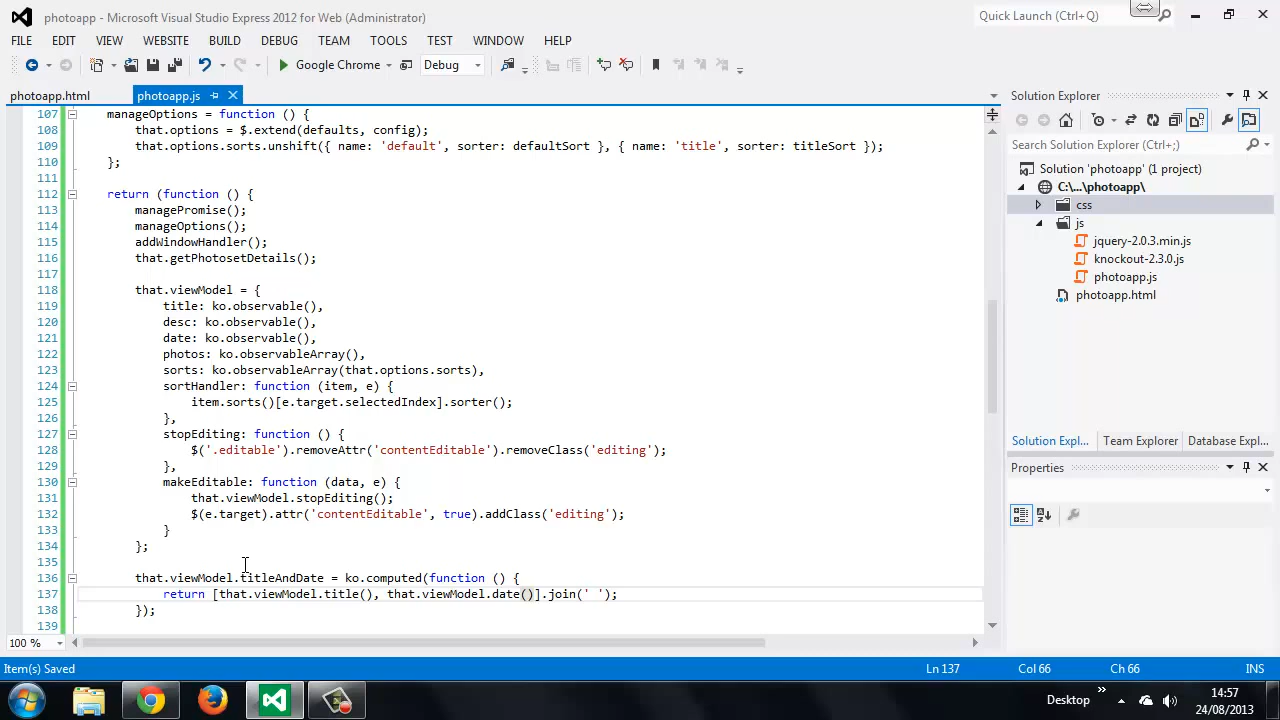 photoapp - Microsoft Visual Studio Express 2012 for Web (Administrator)
Quick Launch (Ctrl+Q)
FILE EDIT VIEW WEBSITE BUILD DEBUG TEAM TOOLS TEST WINDOW HELP
Google Chrome Debug
photoapp.html photoapp.js
107 manageOptions = function () {
108 that.options = $.extend(defaults, config);
109 that.options.sorts.unshift({ name: 'default', sorter: defaultSort }, { name: 'title', sorter: titleSort });
110 };
111
112 return (function () {
113 managePromise();
114 manageOptions();
115 addWindowHandler();
116 that.getPhotosetDetails();
117
118 that.viewModel = {
119 title: ko.observable(),
120 desc: ko.observable(),
121 date: ko.observable(),
122 photos: ko.observableArray(),
123 sorts: ko.observableArray(that.options.sorts),
124 sortHandler: function (item, e) {
125 item.sorts()[e.target.selectedIndex].sorter();
126 },
127 stopEditing: function () {
128 $('.editable').removeAttr('contentEditable').removeClass('editing');
129 },
130 makeEditable: function (data, e) {
131 that.viewModel.stopEditing();
132 $(e.target).attr('contentEditable', true).addClass('editing');
133 }
134 };
135
136 that.viewModel.titleAndDate = ko.computed(function () {
137 return [that.viewModel.title(), that.viewModel.date()].join(' ');
138 });
139
100 %
Solution Explorer
Search Solution Explorer (Ctrl+;)
Solution 'photoapp' (1 project)
C:\...\photoapp\
css
js
jquery-2.0.3.min.js
knockout-2.3.0.js
photoapp.js
photoapp.html
Solution Expl... Team Explorer Database Expl...
Properties
Item(s) Saved Ln 137 Col 66 Ch 66 INS
Desktop
14:57
24/08/2013